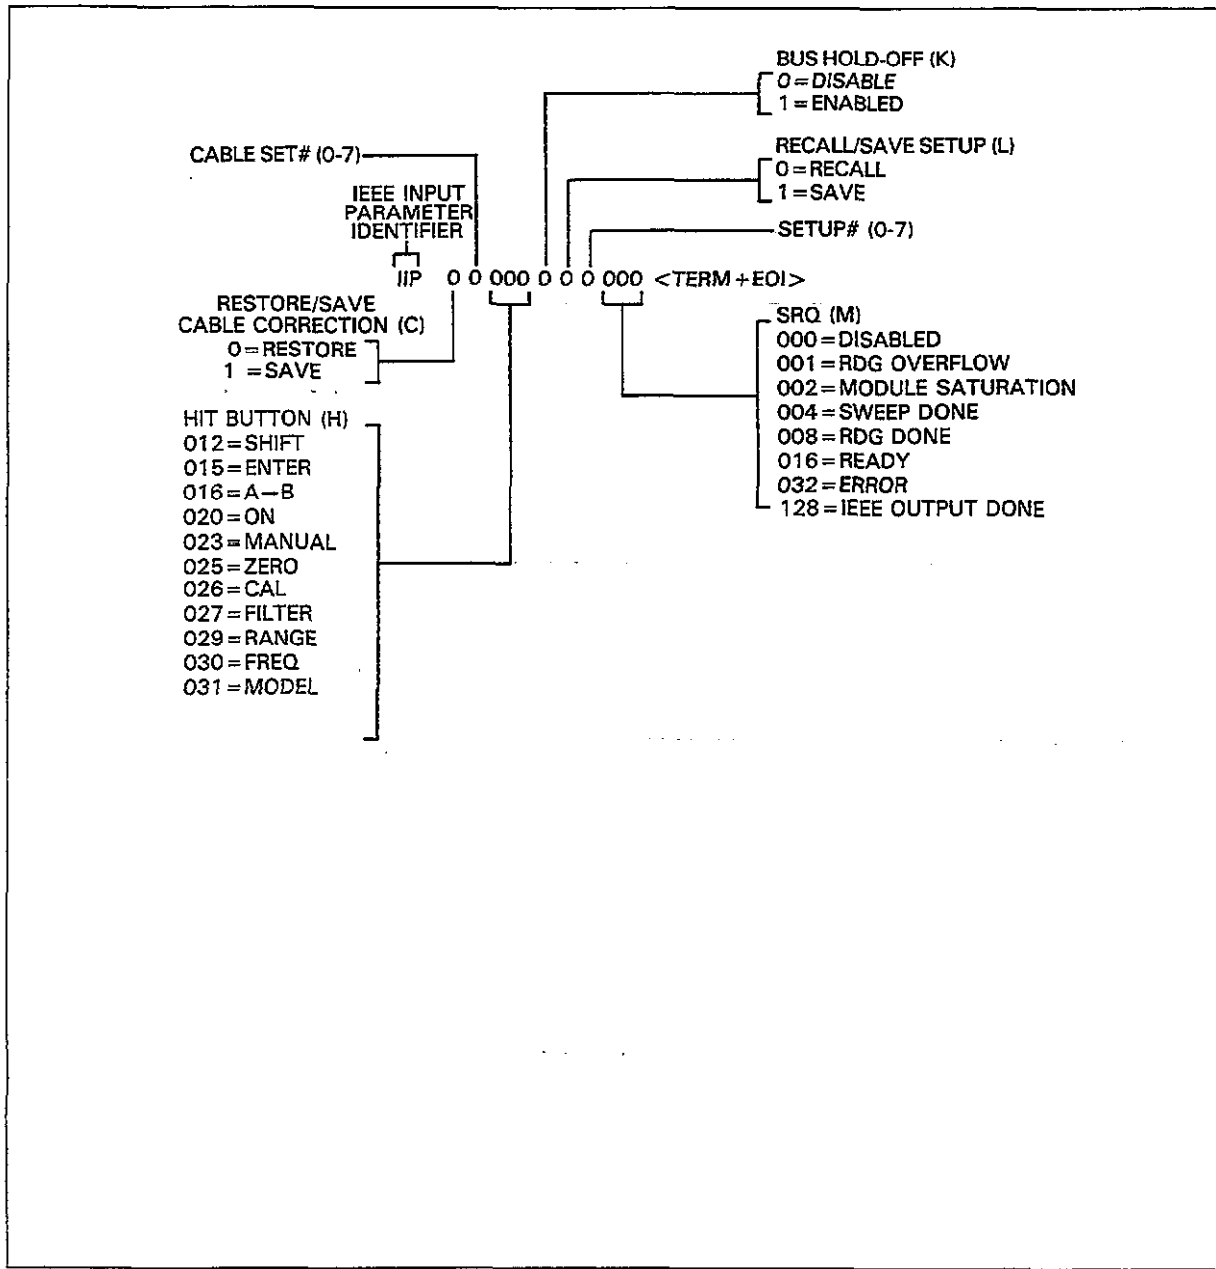 BUS HOLD-OFF (K)
0=DISABLE
1=ENABLED
CABLE SET# (0-7)
RECALL/SAVE SETUP (L)
0=RECALL
1=SAVE
IEEE INPUT
PARAMETER
IDENTIFIER
SETUP# (0-7)
IIP 0 0 000 0 0 0 000 <TERM+EOI>
RESTORE/SAVE
CABLE CORRECTION (C)
0=RESTORE
1 =SAVE
SRQ (M)
000=DISABLED
001=RDG OVERFLOW
002=MODULE SATURATION
004=SWEEP DONE
008=RDG DONE
016=READY
032=ERROR
128=IEEE OUTPUT DONE
HIT BUTTON (H)
012=SHIFT
015=ENTER
016=A−B
020=ON
023=MANUAL
025=ZERO
026=CAL
027=FILTER
029=RANGE
030=FREQ
031=MODEL